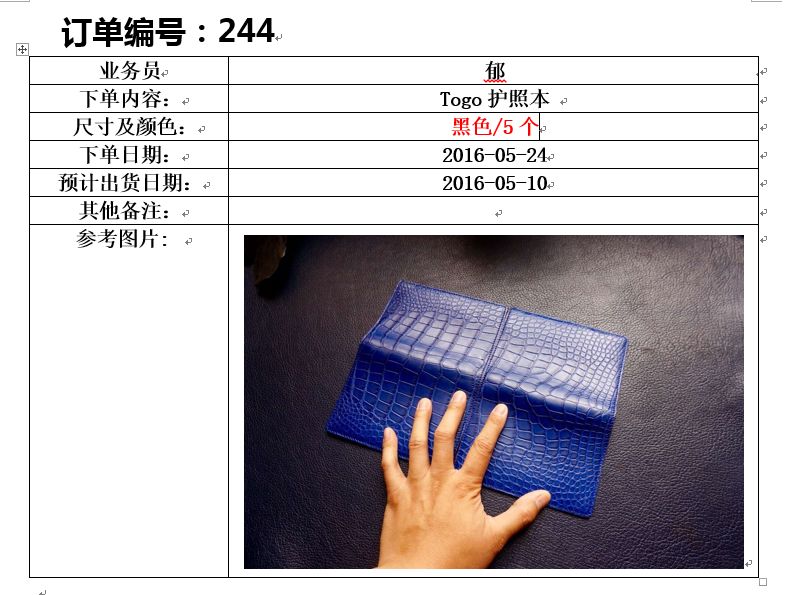 订单编号：244
业务员 郁
下单内容： Togo 护照本
尺寸及颜色： 黑色/5 个
下单日期： 2016-05-24
预计出货日期： 2016-05-10
其他备注：
参考图片: